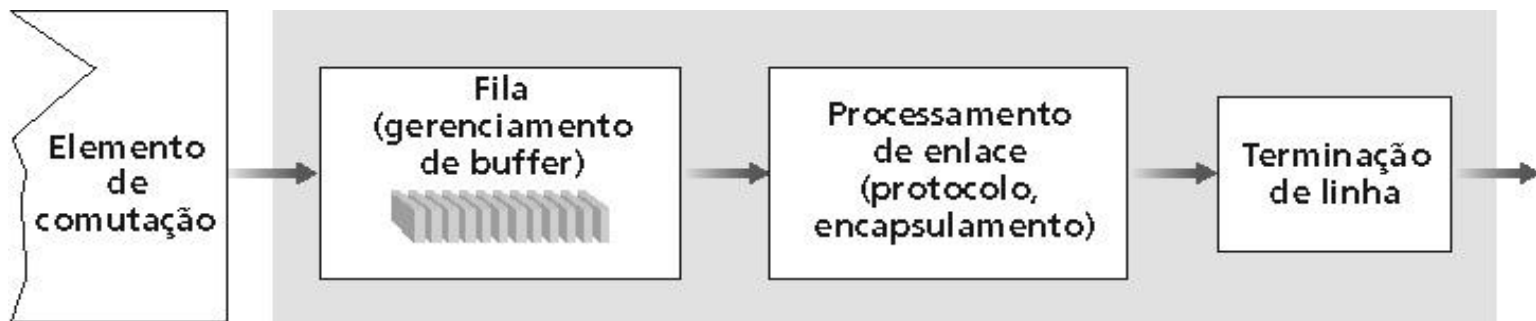 Elemento
de
comutação
Fila
(gerenciamento
de buffer)
Processamento
de enlace
(protocolo,
encapsulamento)
Terminação
de linha